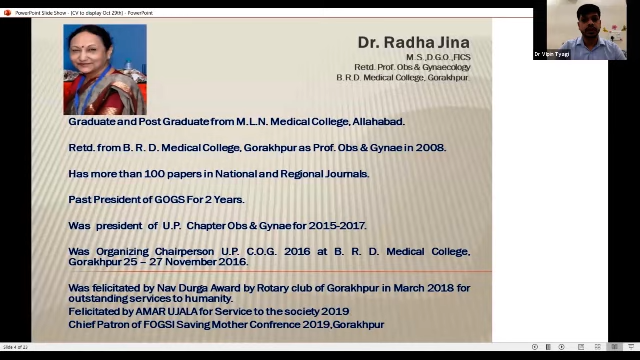 PowerPoint Slide Show - [CV to display Oct 29th] - PowerPoint
Dr. Radha Jina
M.S.,D.G.O.,FICS
Retd. Prof. Obs & Gynaecology
B.R.D. Medical College, Gorakhpur.
Dr Vipin Tyagi
Graduate and Post Graduate from M.L.N. Medical College, Allahabad.
Retd. from B. R. D. Medical College, Gorakhpur as Prof. Obs & Gynae in 2008.
Has more than 100 papers in National and Regional Journals.
Past President of GOGS For 2 Years.
Was president of U.P. Chapter Obs & Gynae for 2015-2017.
Was Organizing Chairperson U.P. C.O.G. 2016 at B. R. D. Medical College,
Gorakhpur 25 – 27 November 2016.
Was felicitated by Nav Durga Award by Rotary club of Gorakhpur in March 2018 for
outstanding services to humanity.
Felicitated by AMAR UJALA for Service to the society 2019
Chief Patron of FOGSI Saving Mother Confrence 2019,Gorakhpur
Slide 4 of 23